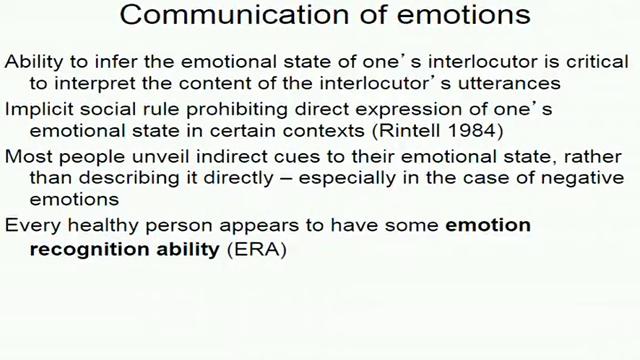 Communication of emotions
Ability to infer the emotional state of one’s interlocutor is critical
to interpret the content of the interlocutor’s utterances
Implicit social rule prohibiting direct expression of one’s
emotional state in certain contexts (Rintell 1984)
Most people unveil indirect cues to their emotional state, rather
than describing it directly – especially in the case of negative
emotions
Every healthy person appears to have some emotion
recognition ability (ERA)